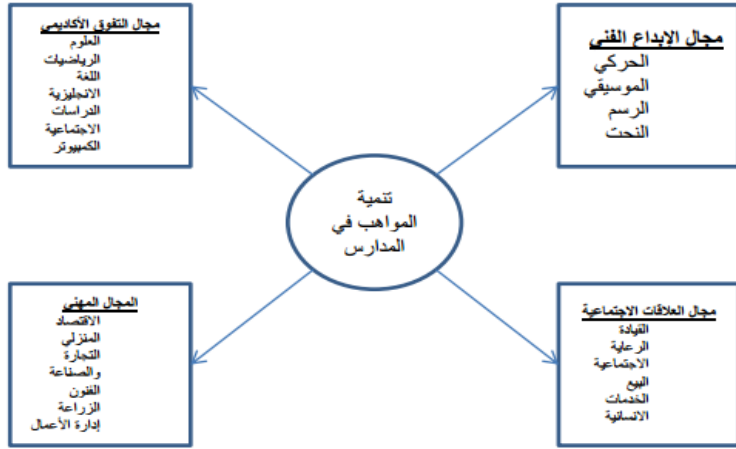 مجال الإبداع الفني
الحركي
الموسيقي
الرسم
النحت
مجال التفوق الأكاديمي
العلوم
الرياضيات
اللغة
الانجليزية
الدراسات
الاجتماعية
الكمبيوتر
تنمية
المواهب في
المدارس
مجال العلاقات الاجتماعية
القيادة
الرعاية
الاجتماعية
البيع
الخدمات
الانسانية
المجال المهني
الاقتصاد
المنزلي
التجارة
والصناعة
الفنون
الزراعة
إدارة الأعمال